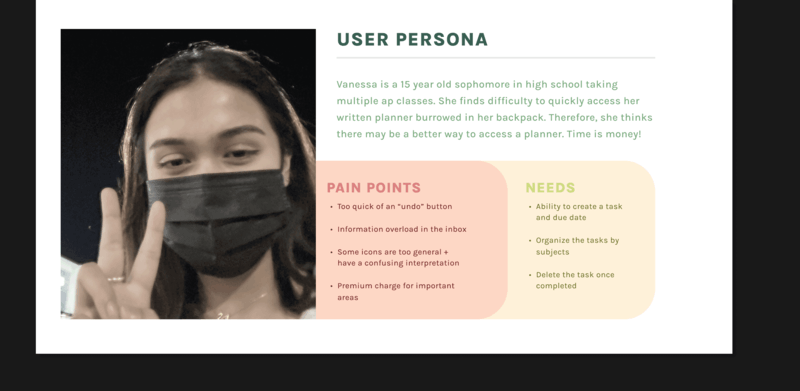 USER PERSONA
Vanessa is a 15 year old sophomore in high school taking
multiple ap classes. She finds difficulty to quickly access her
written planner burrowed in her backpack. Therefore, she thinks
there may be a better way to access a planner. Time is money!
PAIN POINTS
• Too quick of an "undo" button
• Information overload in the inbox
• Some icons are too general +
have a confusing interpretation
• Premium charge for important
areas
NEEDS
• Ability to create a task
and due date
• Organize the tasks by
subjects
• Delete the task once
completed